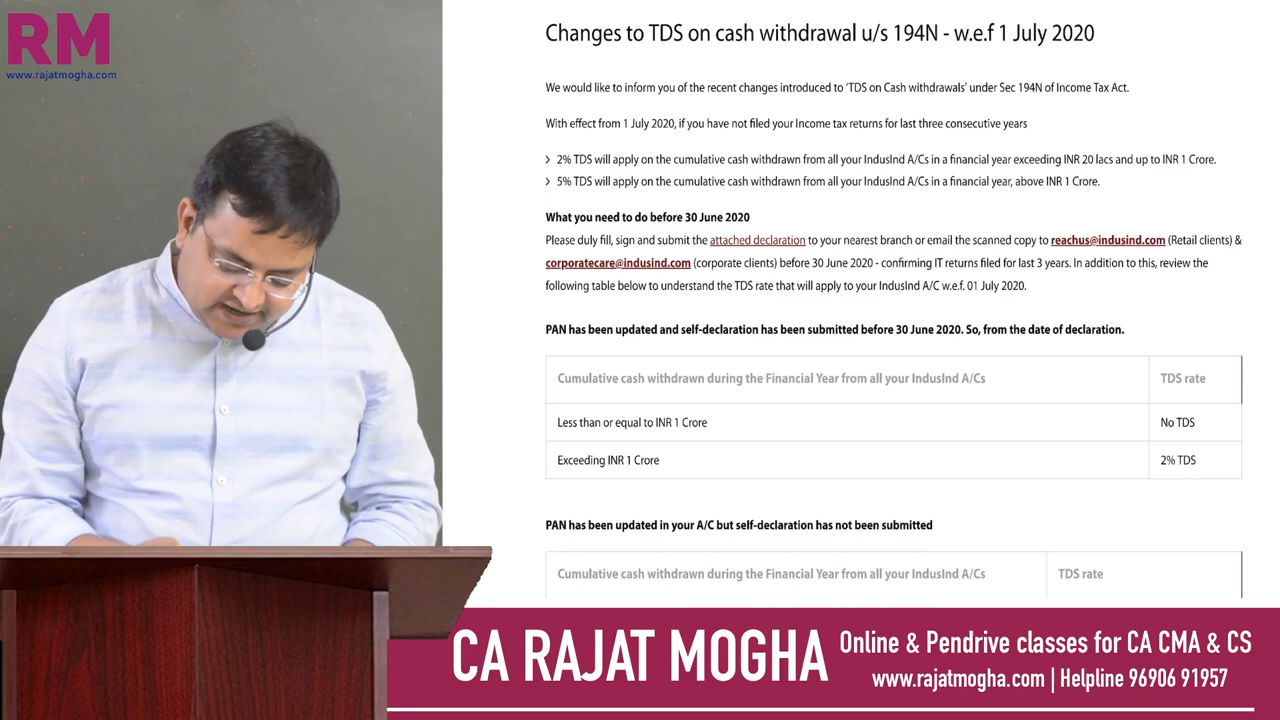 RM
www.rajatmogha.com
Changes to TDS on cash withdrawal u/s 194N - w.e.f 1 July 2020
We would like to inform you of the recent changes introduced to ‘TDS on Cash withdrawals’ under Sec 194N of Income Tax Act.
With effect from 1 July 2020, if you have not filed your Income tax returns for last three consecutive years
> 2% TDS will apply on the cumulative cash withdrawn from all your IndusInd A/Cs in a financial year exceeding INR 20 lacs and up to INR 1 Crore.
> 5% TDS will apply on the cumulative cash withdrawn from all your IndusInd A/Cs in a financial year, above INR 1 Crore.
What you need to do before 30 June 2020
Please duly fill, sign and submit the attached declaration to your nearest branch or email the scanned copy to reachus@indusind.com (Retail clients) &
corporatecare@indusind.com (corporate clients) before 30 June 2020 - confirming IT returns filed for last 3 years. In addition to this, review the
following table below to understand the TDS rate that will apply to your IndusInd A/C w.e.f. 01 July 2020.
PAN has been updated and self-declaration has been submitted before 30 June 2020. So, from the date of declaration.
Cumulative cash withdrawn during the Financial Year from all your IndusInd A/Cs TDS rate
Less than or equal to INR 1 Crore No TDS
Exceeding INR 1 Crore 2% TDS
PAN has been updated in your A/C but self-declaration has not been submitted
Cumulative cash withdrawn during the Financial Year from all your IndusInd A/Cs TDS rate
CA RAJAT MOGHA
Online & Pendrive classes for CA CMA & CS
www.rajatmogha.com | Helpline 96906 91957